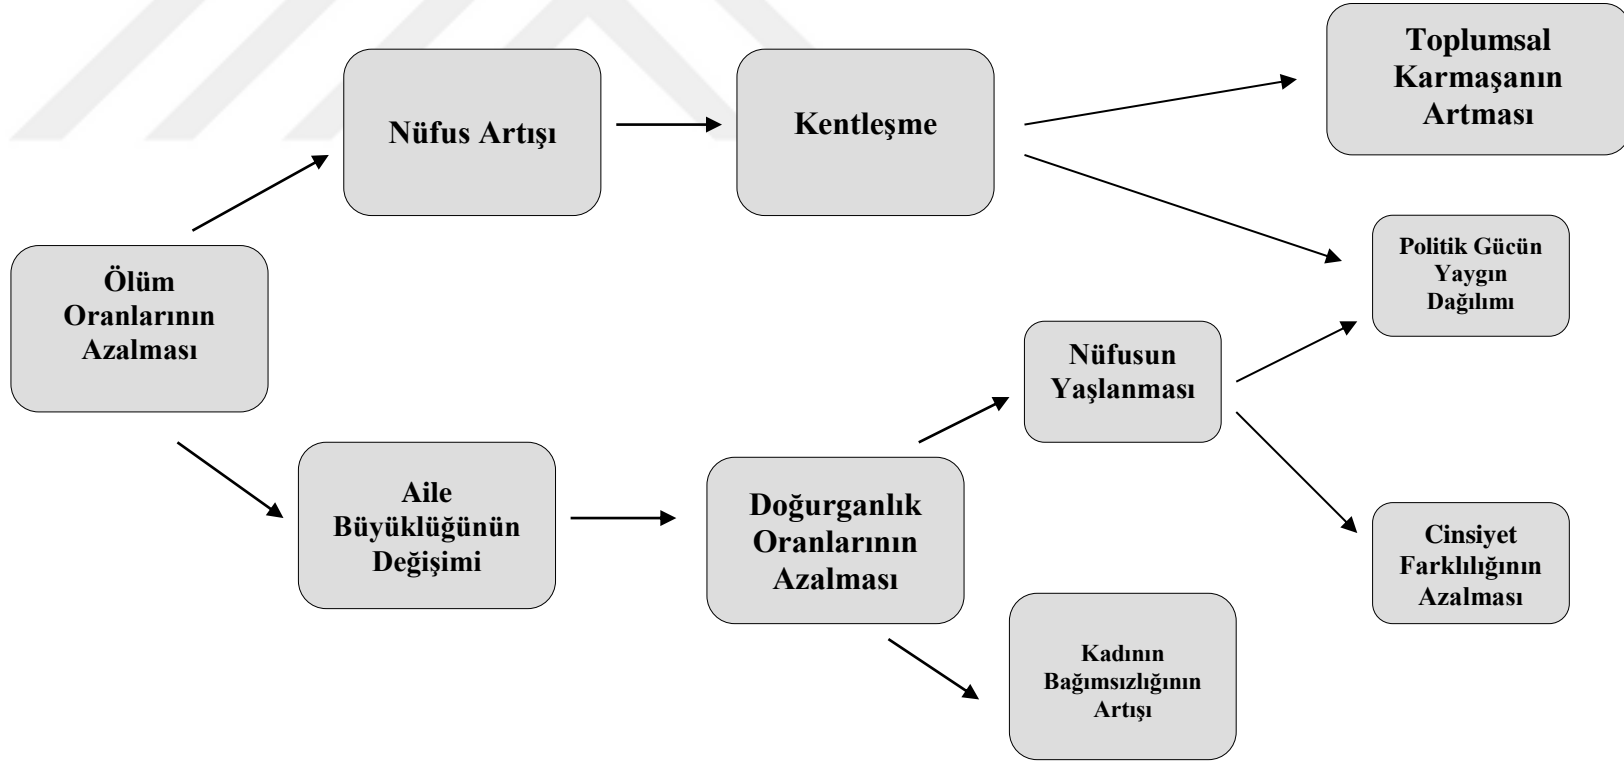 Toplumsal
Karmaşanın
Artması
Nüfus Artışı
Kentleşme
Politik Gücün
Yaygın
Dağılımı
Ölüm
Oranlarının
Azalması
Nüfusun
Yaşlanması
Aile
Büyüklüğünün
Değişimi
Doğurganlık
Oranlarının
Azalması
Cinsiyet
Farklılığının
Azalması
Kadının
Bağımsızlığının
Artışı